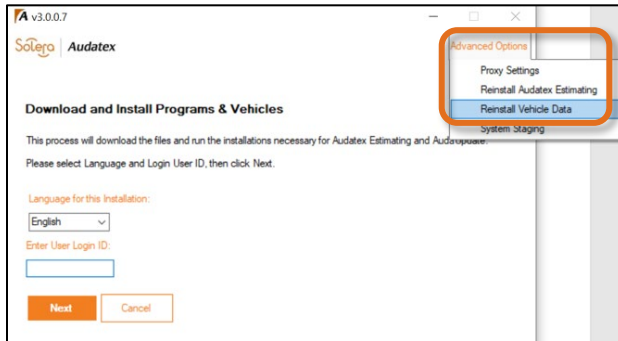 A v3.0.0.7
Solera Audatex
Advanced Options
Proxy Settings
Reinstall Audatex Estimating
Reinstall Vehicle Data
System Staging
Download and Install Programs & Vehicles
This process will download the files and run the installations necessary for Audatex Estimating and AudaUpdate.
Please select Language and Login User ID, then click Next.
Language for this Installation:
English
Enter User Login ID:
Next Cancel